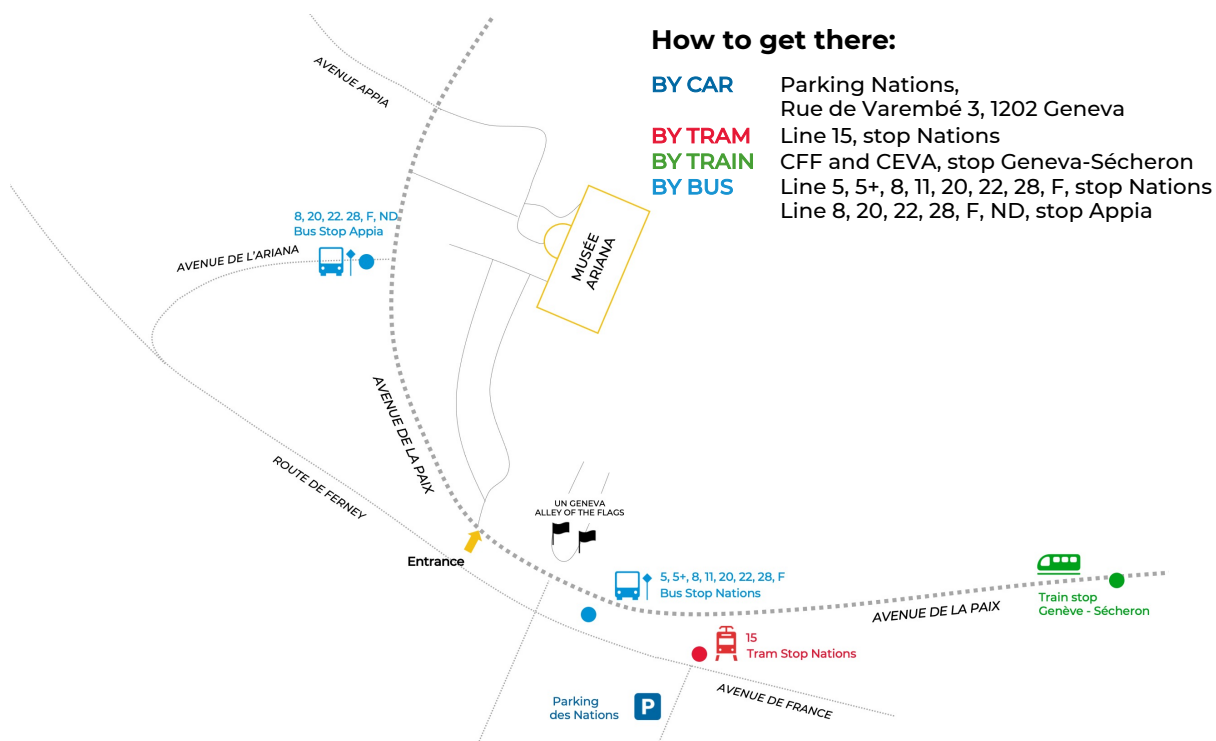 How to get there:
BY CAR Parking Nations,
Rue de Varembé 3, 1202 Geneva
BY TRAM Line 15, stop Nations
BY TRAIN CFF and CEVA, stop Geneva-Sécheron
BY BUS Line 5, 5+, 8, 11, 20, 22, 28, F, stop Nations
Line 8, 20, 22, 28, F, ND, stop Appia
AVENUE APPIA
8, 20, 22. 28, F, ND
Bus Stop Appia
AVENUE DE L'ARIANA
MUSÉE
ARIANA
AVENUE DE LA PAIX
ROUTE DE FERNEY
UN GENEVA
ALLEY OF THE FLAGS
Entrance
5, 5+, 8, 11, 20, 22, 28, F
Bus Stop Nations
AVENUE DE LA PAIX
Train stop
Genève - Sécheron
15
Tram Stop Nations
AVENUE DE FRANCE
Parking
des Nations
P